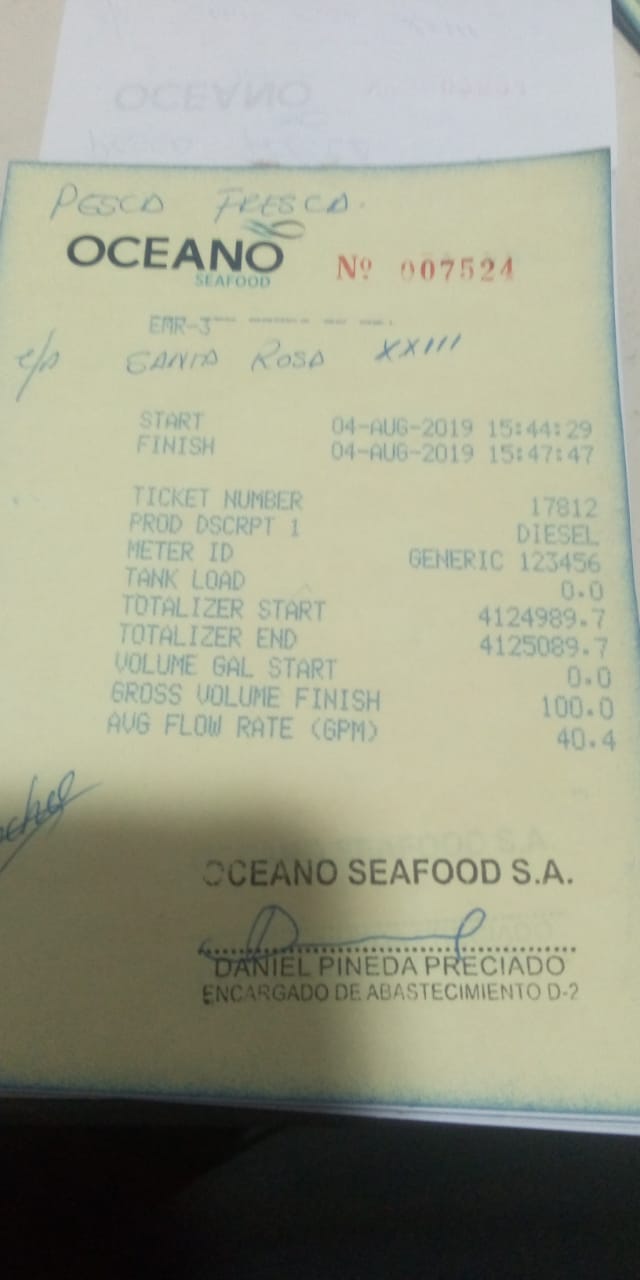 PESCA FRESCA.
OCEANO
SEAFOOD
Nº 007524
EMR-3
e/p SANTA ROSA XXIII
START 04-AUG-2019 15:44:29
FINISH 04-AUG-2019 15:47:47
TICKET NUMBER 17812
PROD DSCRPT 1 DIESEL
METER ID GENERIC 123456
TANK LOAD 0.0
TOTALIZER START 4124989.7
TOTALIZER END 4125089.7
VOLUME GAL START 0.0
GROSS VOLUME FINISH 100.0
AVG FLOW RATE (GPM) 40.4
OCEANO SEAFOOD S.A.
DANIEL PINEDA PRECIADO
ENCARGADO DE ABASTECIMIENTO D-2